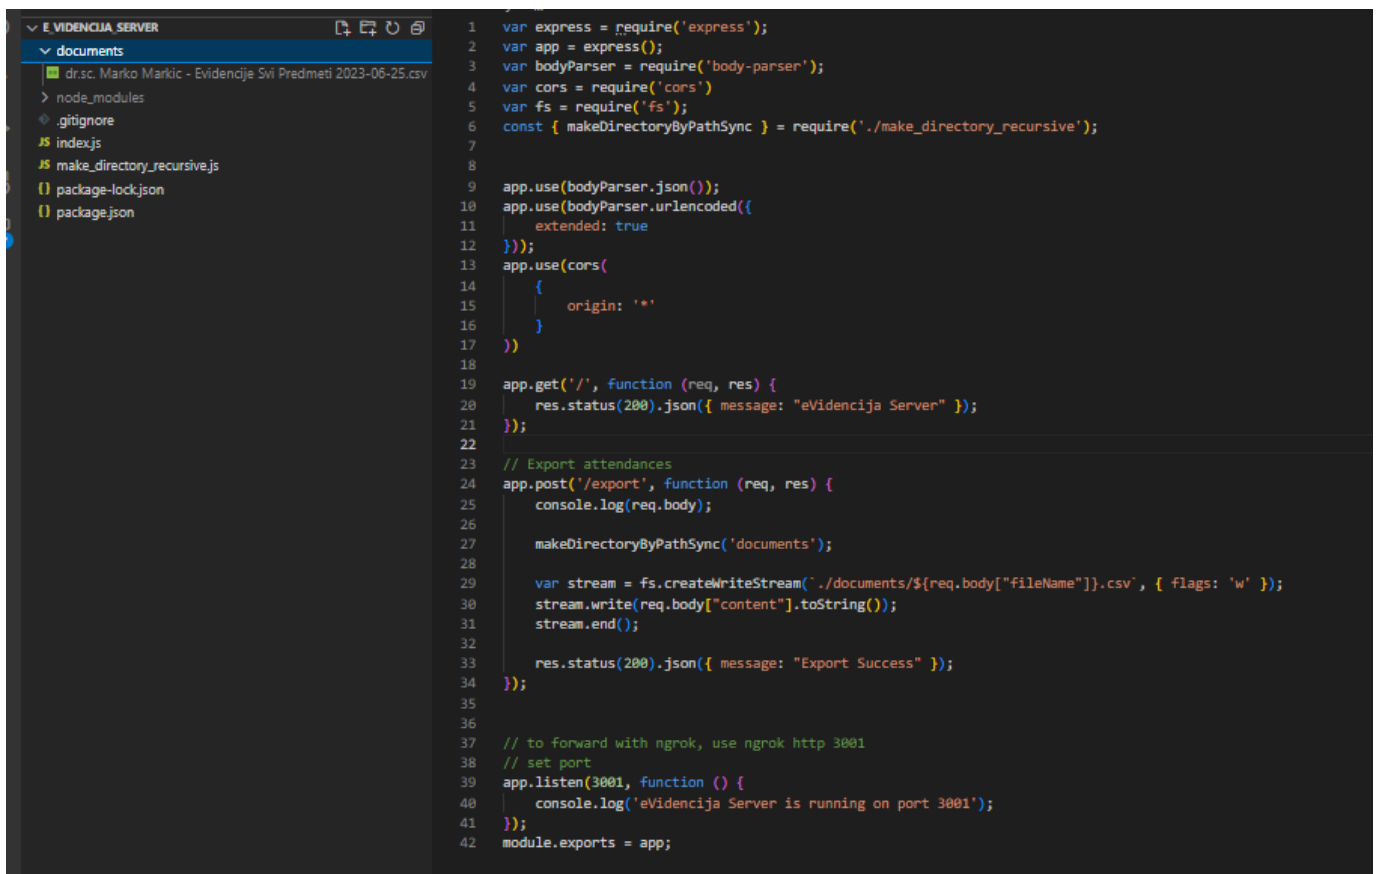 E_VIDENCIJA_SERVER
documents
dr.sc. Marko Markic - Evidencije Svi Predmeti 2023-06-25.csv
node_modules
.gitignore
JS index.js
JS make_directory_recursive.js
{} package-lock.json
{} package.json
1 var express = require('express');
2 var app = express();
3 var bodyParser = require('body-parser');
4 var cors = require('cors')
5 var fs = require('fs');
6 const { makeDirectoryByPathSync } = require('./make_directory_recursive');
7
8
9 app.use(bodyParser.json());
10 app.use(bodyParser.urlencoded({
11     extended: true
12 }));
13 app.use(cors(
14     {
15         origin: '*'
16     }
17 ))
18
19 app.get('/', function (req, res) {
20     res.status(200).json({ message: "eVidencija Server" });
21 });
22
23 // Export attendances
24 app.post('/export', function (req, res) {
25     console.log(req.body);
26
27     makeDirectoryByPathSync('documents');
28
29     var stream = fs.createWriteStream(`./documents/${req.body["fileName"]}.csv`, { flags: 'w' });
30     stream.write(req.body["content"].toString());
31     stream.end();
32
33     res.status(200).json({ message: "Export Success" });
34 });
35
36
37 // to forward with ngrok, use ngrok http 3001
38 // set port
39 app.listen(3001, function () {
40     console.log('eVidencija Server is running on port 3001');
41 });
42 module.exports = app;